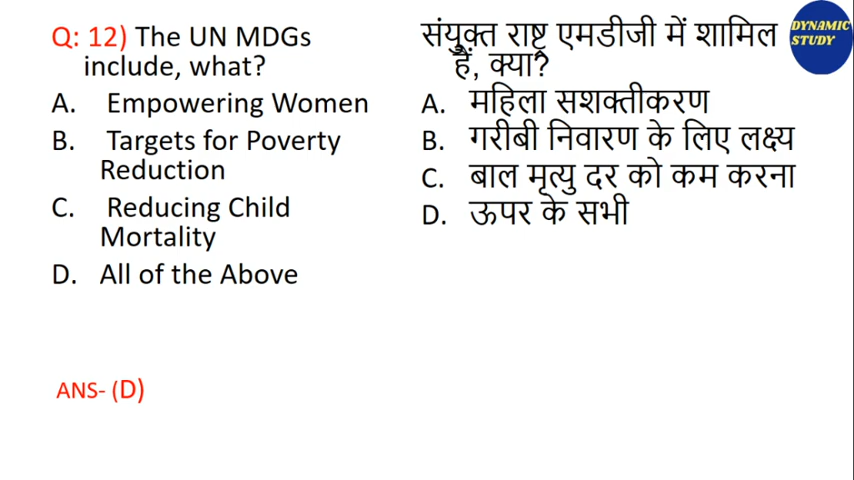 Q: 12) The UN MDGs
include, what?
A. Empowering Women
B. Targets for Poverty
Reduction
C. Reducing Child
Mortality
D. All of the Above
ANS- (D)
संयुक्त राष्ट्र एमडीजी में शामिल
हैं, क्या?
A. महिला सशक्तीकरण
B. गरीबी निवारण के लिए लक्ष्य
C. बाल मृत्यु दर को कम करना
D. ऊपर के सभी
DYNAMIC
STUDY